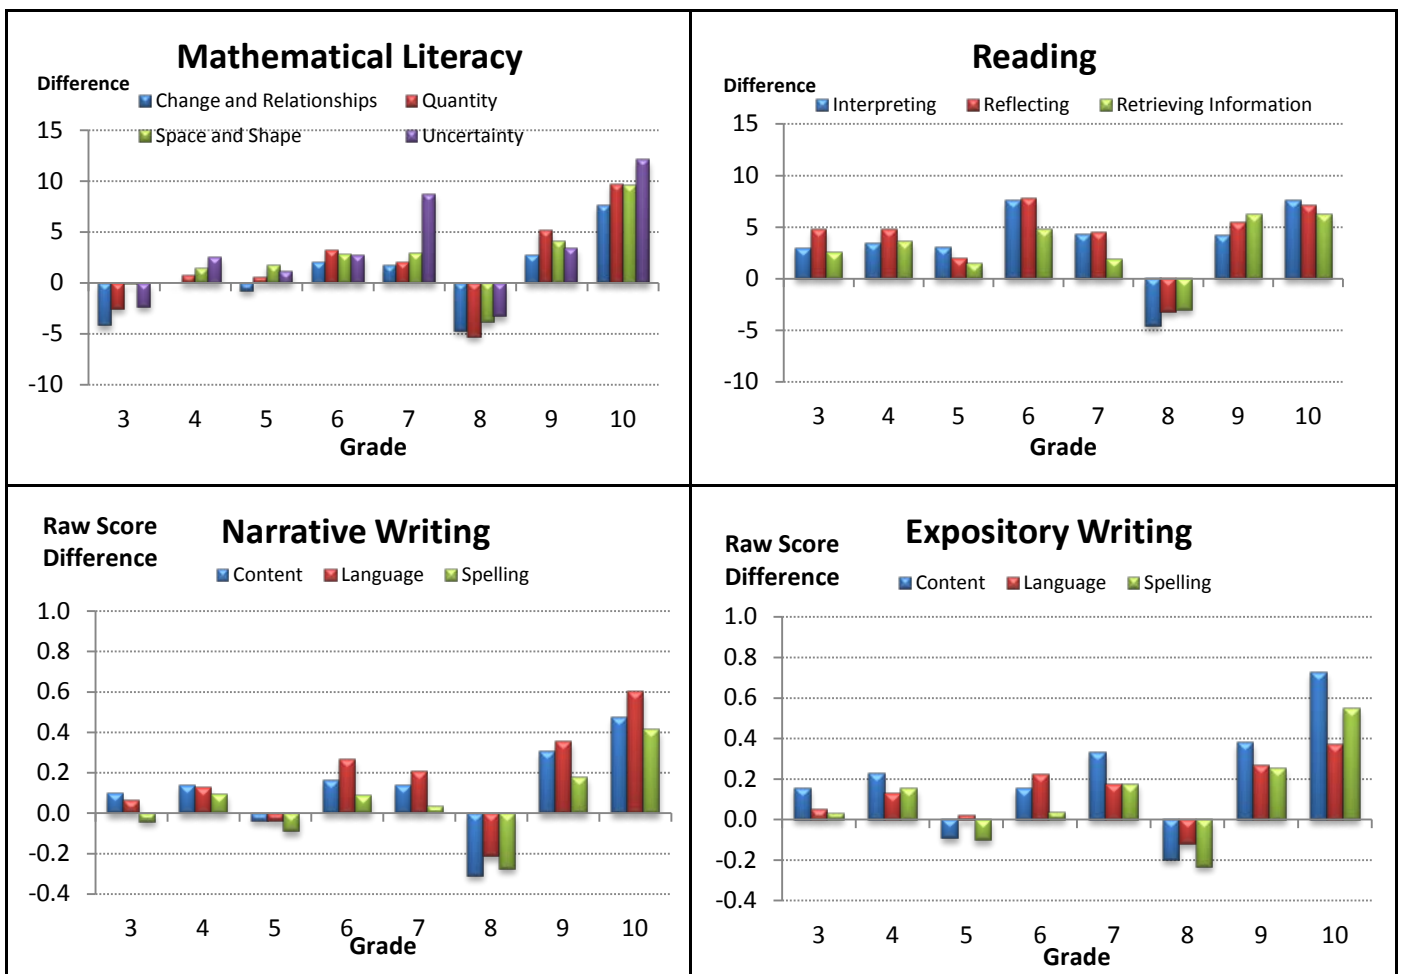 Mathematical Literacy
Difference
Change and Relationships Quantity
Space and Shape Uncertainty
15
10
5
0
-5
-10
3 4 5 6 7 8 9 10
Grade
Reading
Difference
Interpreting Reflecting Retrieving Information
15
10
5
0
-5
-10
3 4 5 6 7 8 9 10
Grade
Raw Score
Difference
Narrative Writing
Content Language Spelling
1.0
0.8
0.6
0.4
0.2
0.0
-0.2
-0.4
3 4 5 6 7 8 9 10
Grade
Raw Score
Difference
Expository Writing
Content Language Spelling
1.0
0.8
0.6
0.4
0.2
0.0
-0.2
-0.4
3 4 5 6 7 8 9 10
Grade